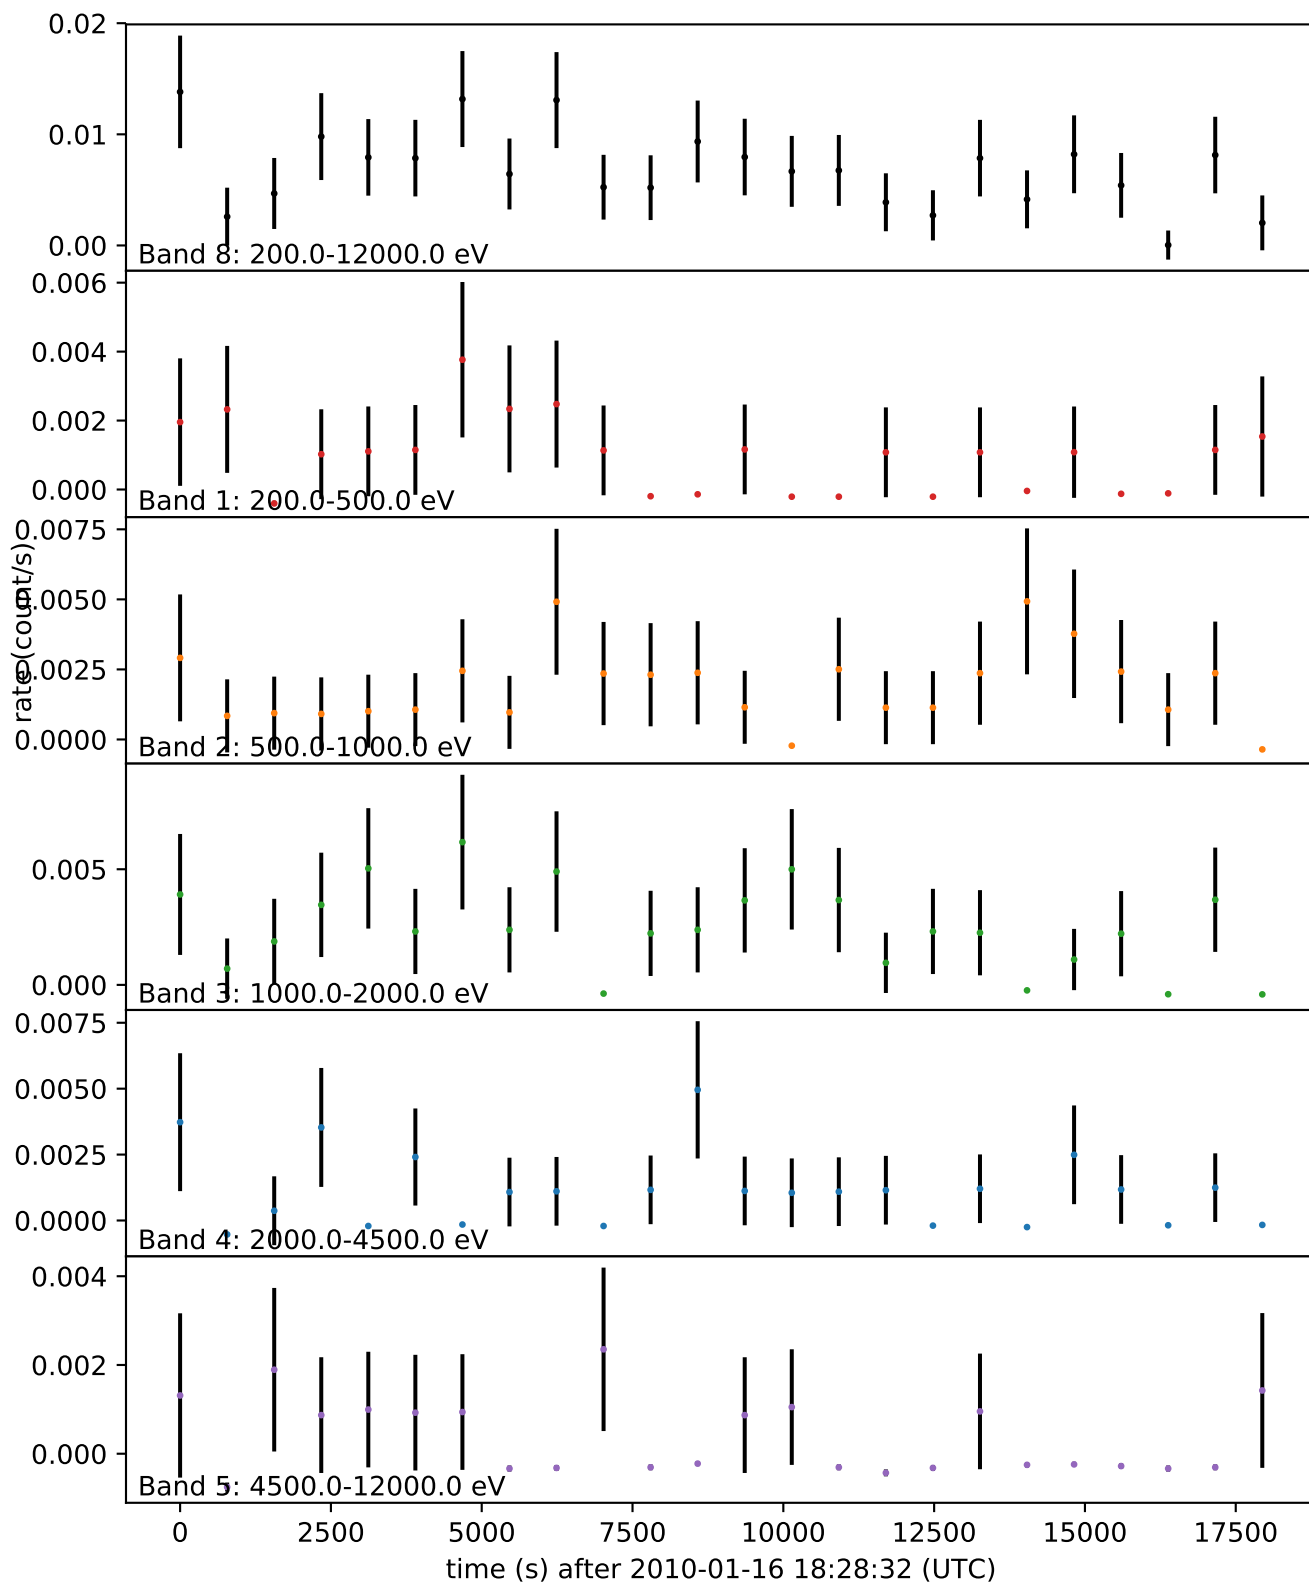 0.02
0.01
0.00
Band 8: 200.0-12000.0 eV
0.006
0.004
0.002
0.000
Band 1: 200.0-500.0 eV
rate (count/s)
0.0075
0.0050
0.0025
0.0000
Band 2: 500.0-1000.0 eV
0.005
0.000
Band 3: 1000.0-2000.0 eV
0.0075
0.0050
0.0025
0.0000
Band 4: 2000.0-4500.0 eV
0.004
0.002
0.000
Band 5: 4500.0-12000.0 eV
0 2500 5000 7500 10000 12500 15000 17500
time (s) after 2010-01-16 18:28:32 (UTC)